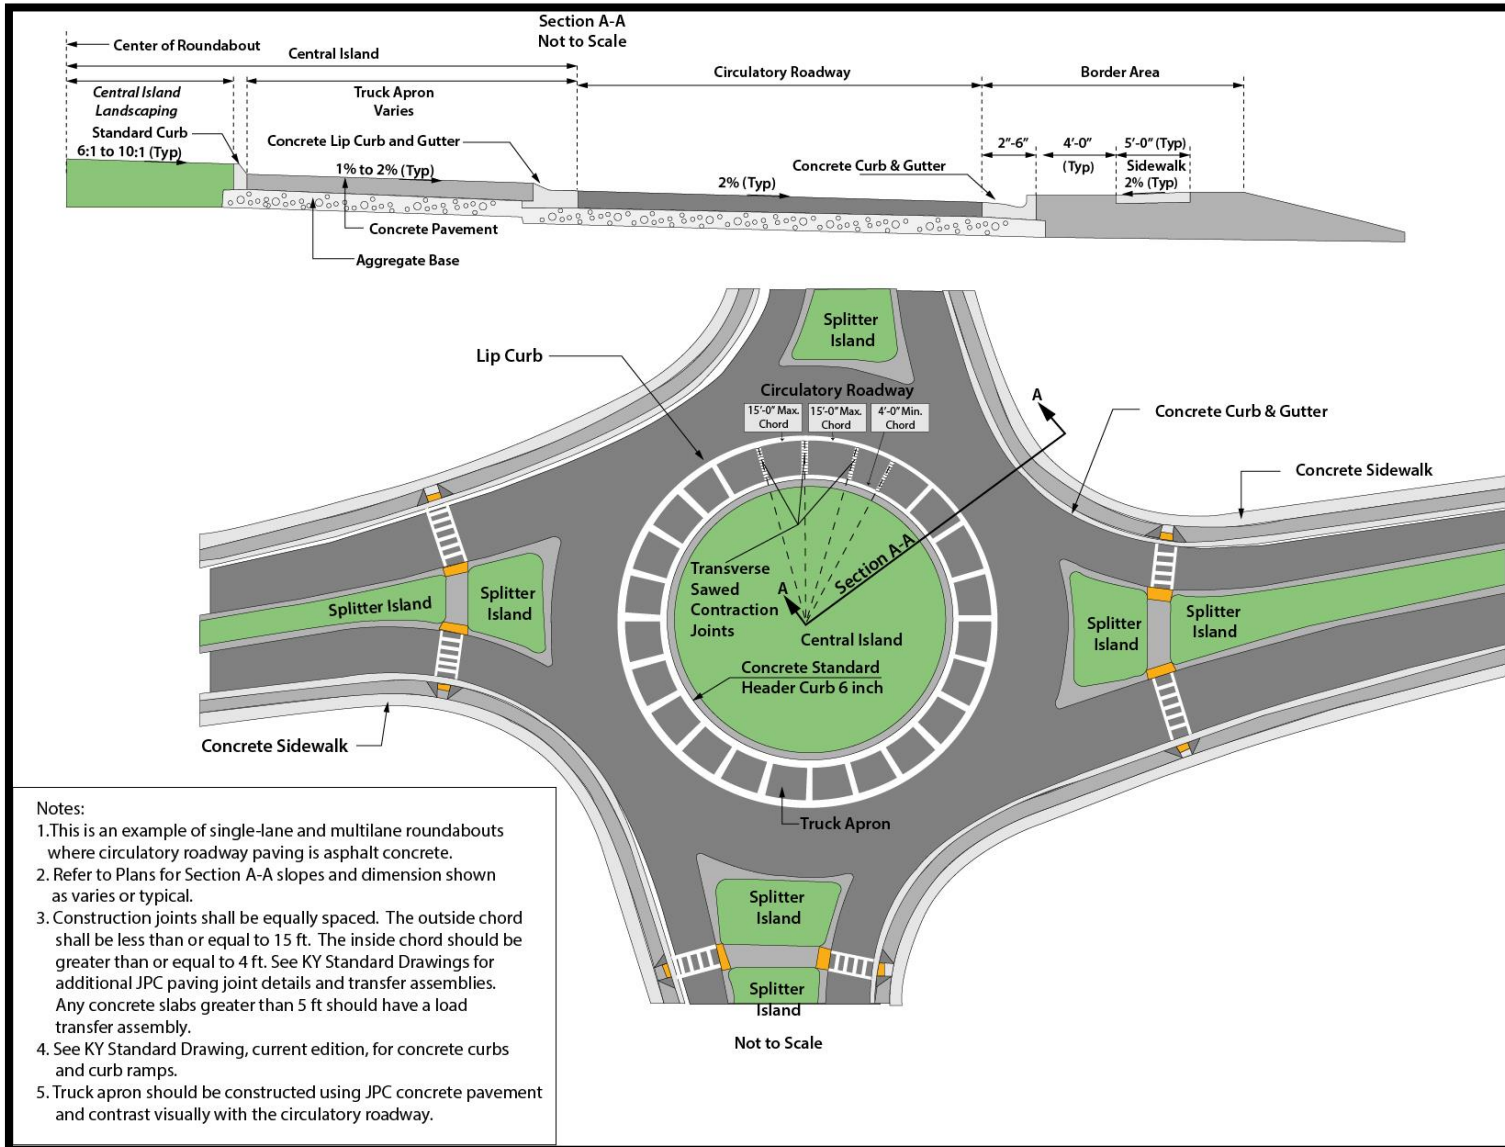 Section A-A
Not to Scale
Center of Roundabout
Central Island
Circulatory Roadway
Border Area
Central Island
Landscaping
Truck Apron
Varies
Standard Curb
Concrete Lip Curb and Gutter
2”-6”
4’-0”
5’-0” (Typ)
6:1 to 10:1 (Typ)
1% to 2% (Typ)
Concrete Curb & Gutter
(Typ)
Sidewalk
2% (Typ)
2% (Typ)
Concrete Pavement
Aggregate Base
Splitter
Island
Lip Curb
Circulatory Roadway
15’-0” Max.
Chord
15’-0” Max.
Chord
4’-0” Min.
Chord
A
Concrete Curb & Gutter
Concrete Sidewalk
Section A-A
Transverse
Sawed
Contraction
Joints
A
Splitter Island
Splitter
Island
Splitter
Island
Splitter
Island
Central Island
Concrete Standard
Header Curb 6 inch
Concrete Sidewalk
Truck Apron
Splitter
Island
Splitter
Island
Not to Scale
Notes:
1.This is an example of single-lane and multilane roundabouts
where circulatory roadway paving is asphalt concrete.
2. Refer to Plans for Section A-A slopes and dimension shown
as varies or typical.
3. Construction joints shall be equally spaced. The outside chord
shall be less than or equal to 15 ft. The inside chord should be
greater than or equal to 4 ft. See KY Standard Drawings for
additional JPC paving joint details and transfer assemblies.
Any concrete slabs greater than 5 ft should have a load
transfer assembly.
4. See KY Standard Drawing, current edition, for concrete curbs
and curb ramps.
5. Truck apron should be constructed using JPC concrete pavement
and contrast visually with the circulatory roadway.